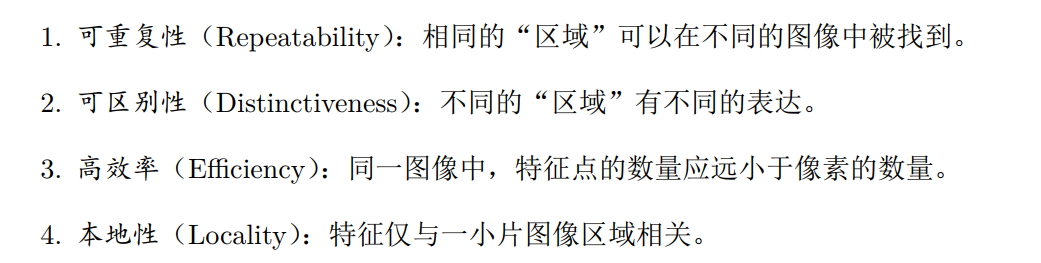 1. 可重复性（Repeatability）：相同的“区域”可以在不同的图像中被找到。
2. 可区别性（Distinctiveness）：不同的“区域”有不同的表达。
3. 高效率（Efficiency）：同一图像中，特征点的数量应远小于像素的数量。
4. 本地性（Locality）：特征仅与一小片图像区域相关。